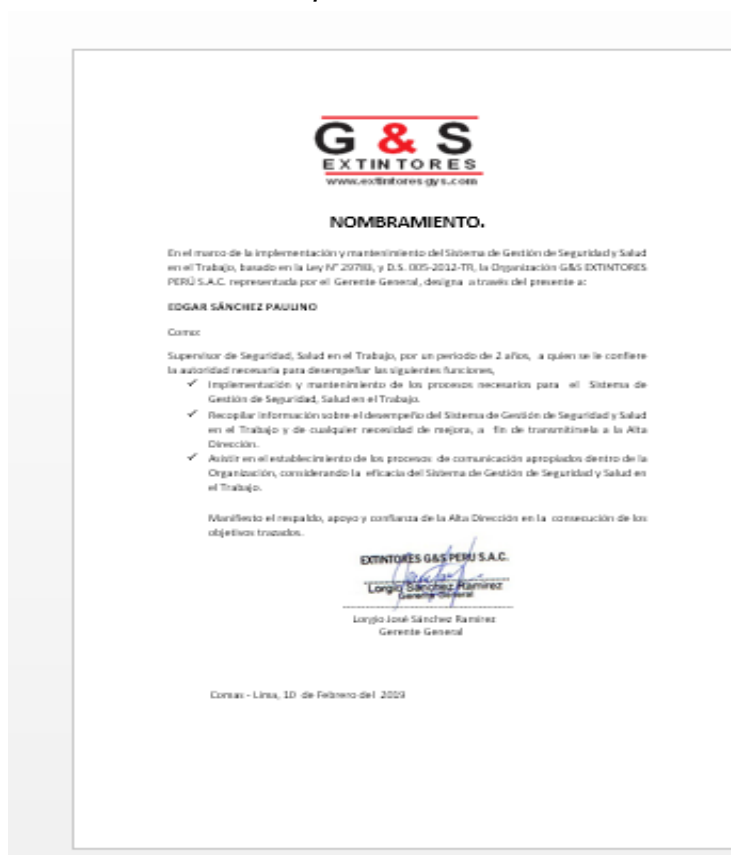 G & S
EXTINTORES
www.extintoresgys.com
NOMBRAMIENTO.
En el marco de la implementación y mantenimiento del Sistema de Gestión de Seguridad y Salud
en el Trabajo, basado en la Ley N° 29783, y D.S. 005-2012-TR, la Organización G&S EXTINTORES
PERÚ S.A.C. representada por el Gerente General, designa a través del presente a:
EDGAR SÁNCHEZ PAULINO
Como:
Supervisor de Seguridad, Salud en el Trabajo, por un periodo de 2 años, a quien se le confiere
la autoridad necesaria para desempeñar las siguientes funciones,
✓ Implementación y mantenimiento de los procesos necesarios para el Sistema de
Gestión de Seguridad, Salud en el Trabajo.
✓ Recopilar información sobre el desempeño del Sistema de Gestión de Seguridad y Salud
en el Trabajo y de cualquier necesidad de mejora, a fin de transmitírsela a la Alta
Dirección.
✓ Asistir en el establecimiento de los procesos de comunicación apropiados dentro de la
Organización, considerando la eficacia del Sistema de Gestión de Seguridad y Salud en
el Trabajo.
Manifiesto el respaldo, apoyo y confianza de la Alta Dirección en la consecución de los
objetivos trazados.
EXTINTORES G&S PERU S.A.C.
Lorgio Sánchez Ramirez
Gerente General
Lorgio José Sánchez Ramírez
Gerente General
Comas - Lima, 10 de Febrero del 2019